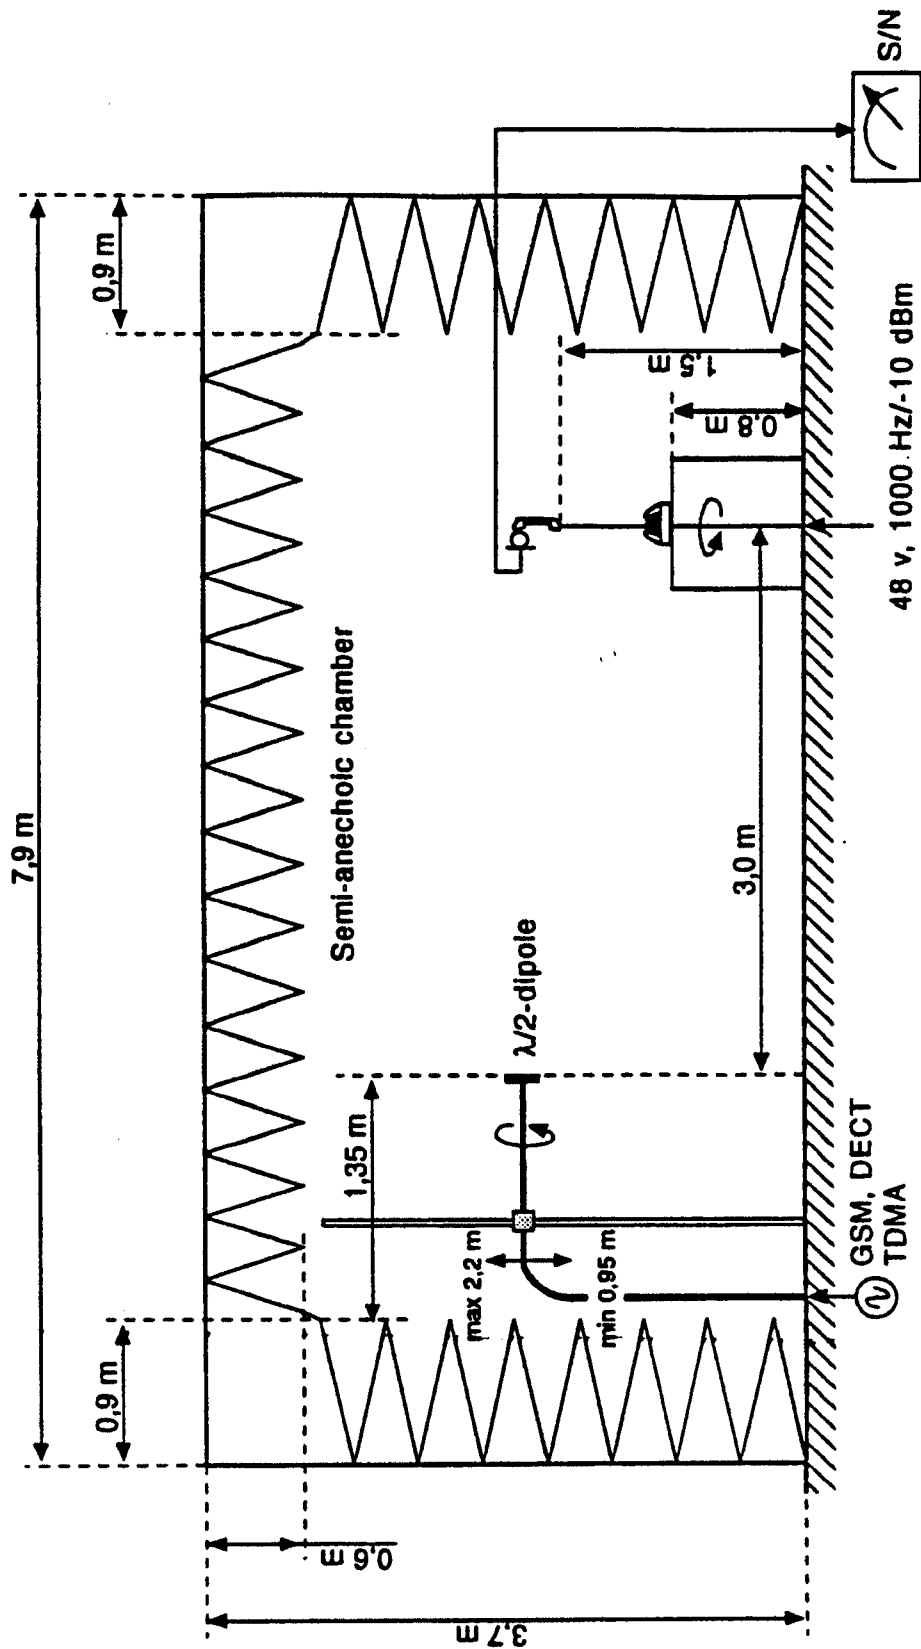 7,9 m
0,9 m
0,9 m
0,6 m
3,7 m
Semi-anechoic chamber
1,35 m
λ/2-dipole
max 2,2 m
min 0,95 m
3,0 m
1,5 m
0,8 m
S/N
GSM, DECT
TDMA
48 v, 1000 Hz/-10 dBm